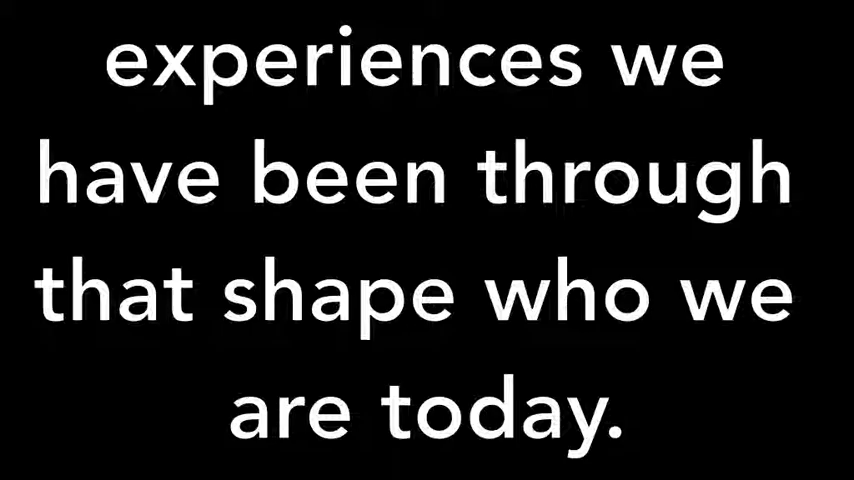 experiences we
have been through
that shape who we
are today.